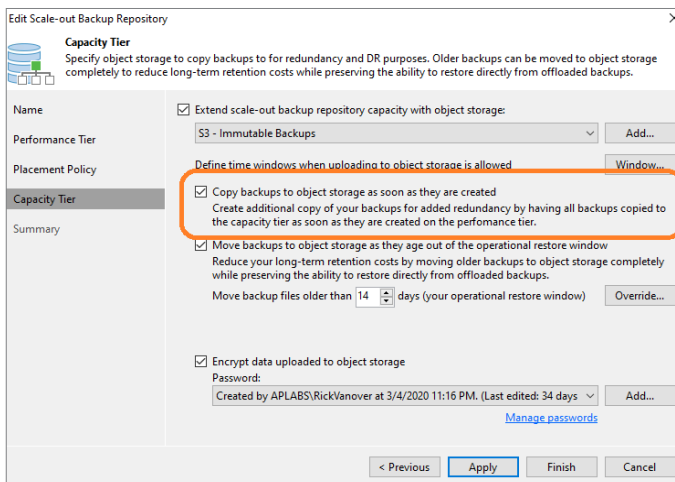 Edit Scale-out Backup Repository
Capacity Tier
Specify object storage to copy backups to for redundancy and DR purposes. Older backups can be moved to object storage
completely to reduce long-term retention costs while preserving the ability to restore directly from offloaded backups.
Name
Performance Tier
Placement Policy
Capacity Tier
Summary
Extend scale-out backup repository capacity with object storage:
S3 - Immutable Backups
Add...
Define time windows when uploading to object storage is allowed
Window...
Copy backups to object storage as soon as they are created
Create additional copy of your backups for added redundancy by having all backups copied to
the capacity tier as soon as they are created on the perfomance tier.
Move backups to object storage as they age out of the operational restore window
Reduce your long-term retention costs by moving older backups to object storage completely
while preserving the ability to restore directly from offloaded backups.
Move backup files older than 14 days (your operational restore window)
Override...
Encrypt data uploaded to object storage
Password:
Created by APLABS\RickVanover at 3/4/2020 11:16 PM. (Last edited: 34 days
Add...
Manage passwords
< Previous
Apply
Finish
Cancel